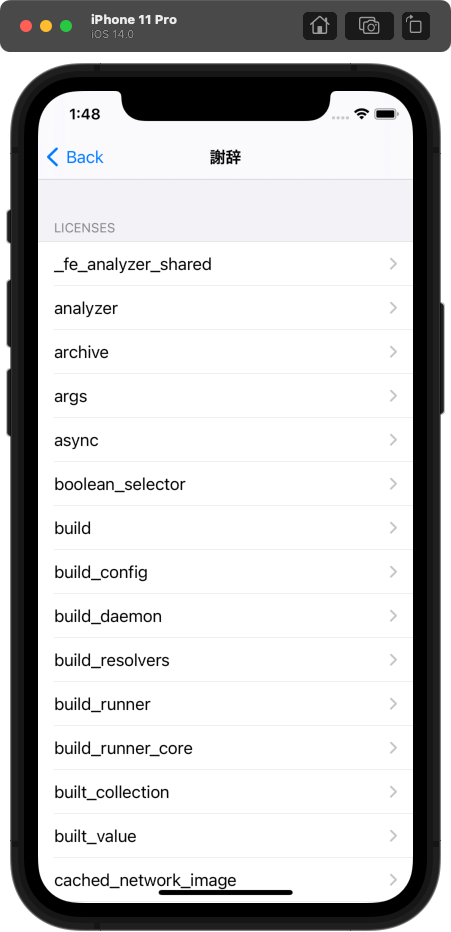 iPhone 11 Pro
iOS 14.0
1:48
Back
謝辞
LICENSES
_fe_analyzer_shared
analyzer
archive
args
async
boolean_selector
build
build_config
build_daemon
build_resolvers
build_runner
build_runner_core
built_collection
built_value
cached_network_image